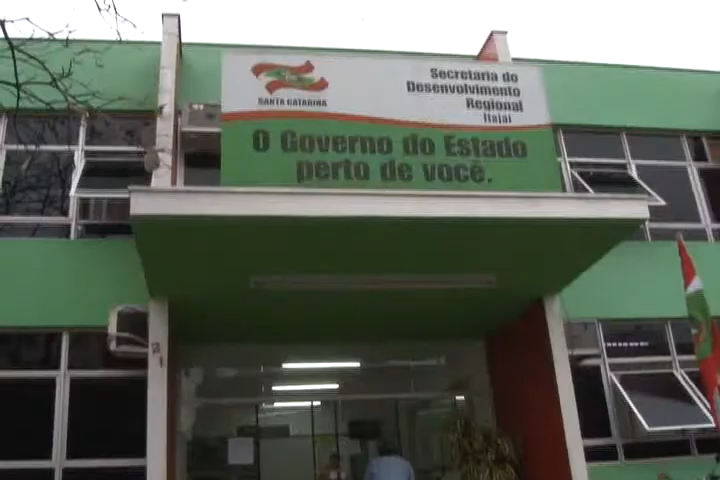 SANTA CATARINA
Secretaria do
Desenvolvimento
Regional
Itajaí
O Governo do Estado
perto de você.